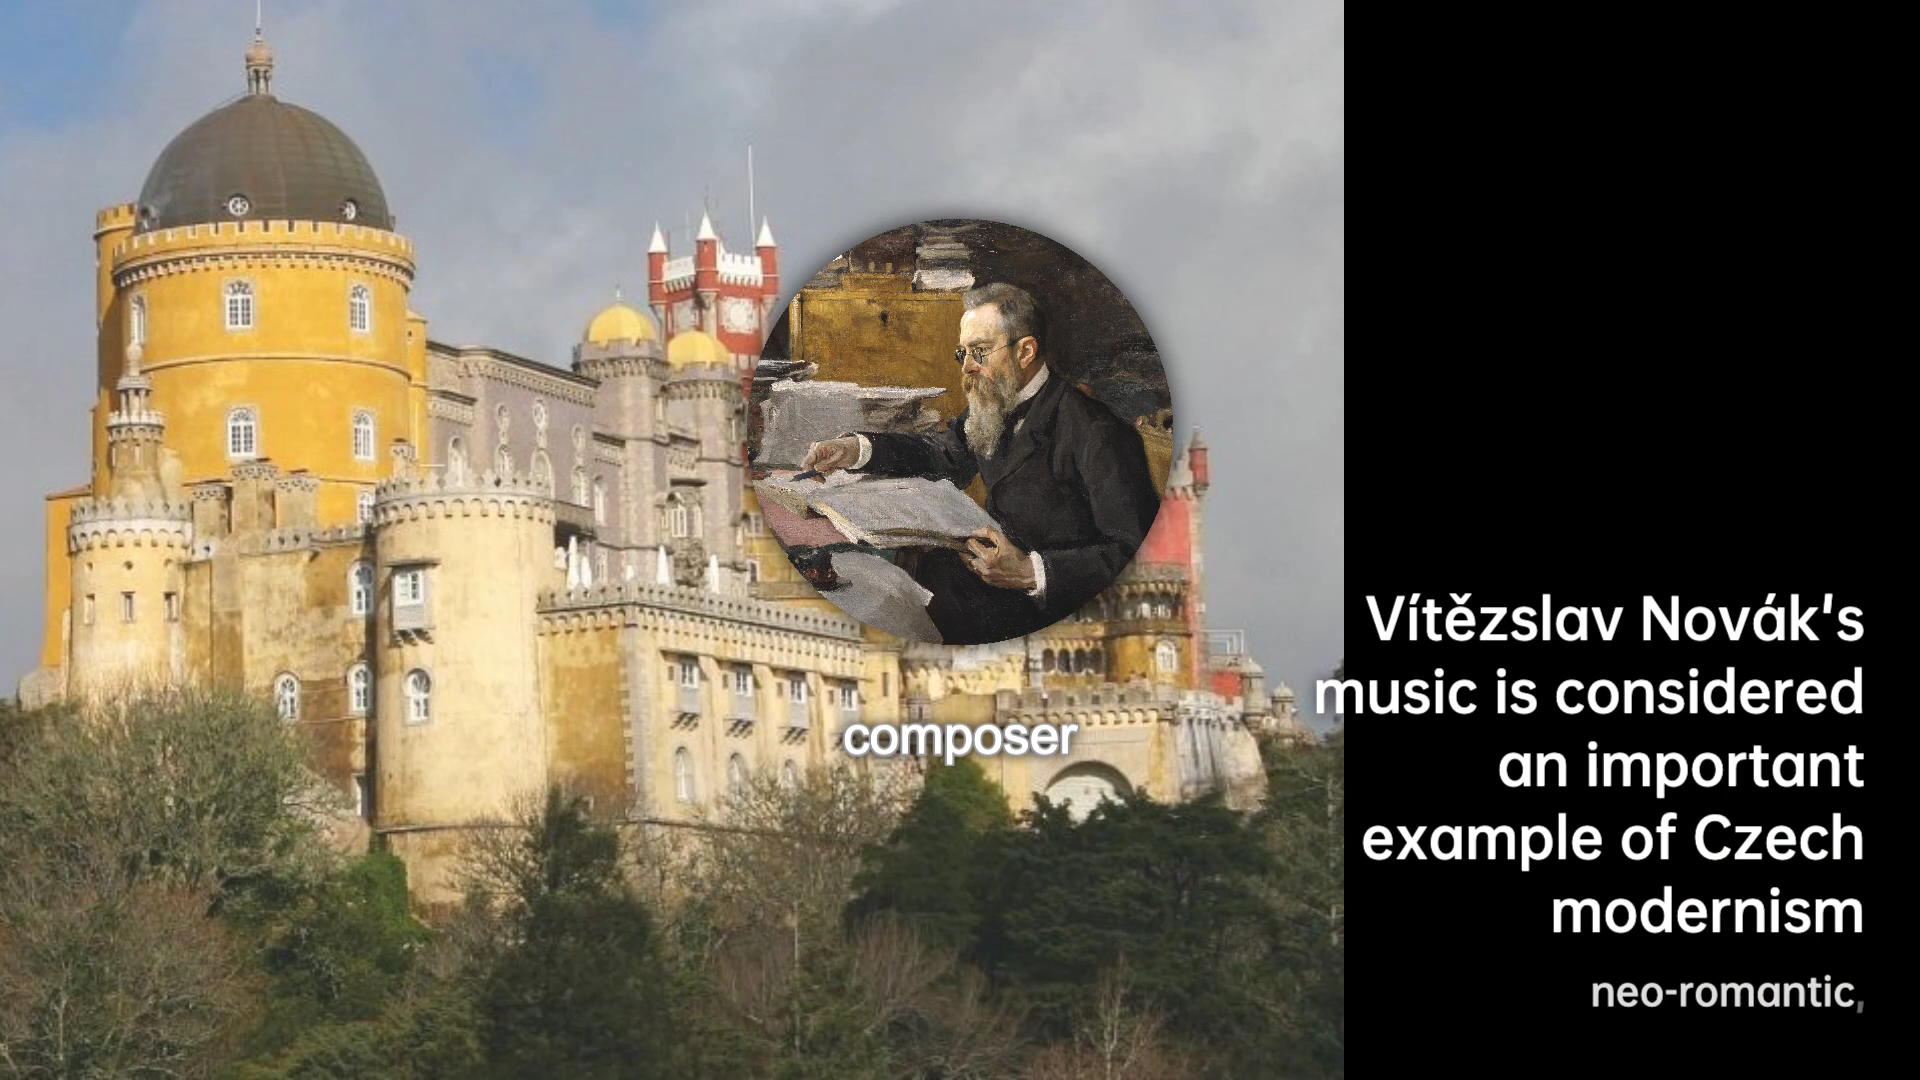 composer
Vítězslav Novák's
music is considered
an important
example of Czech
modernism
neo-romantic,